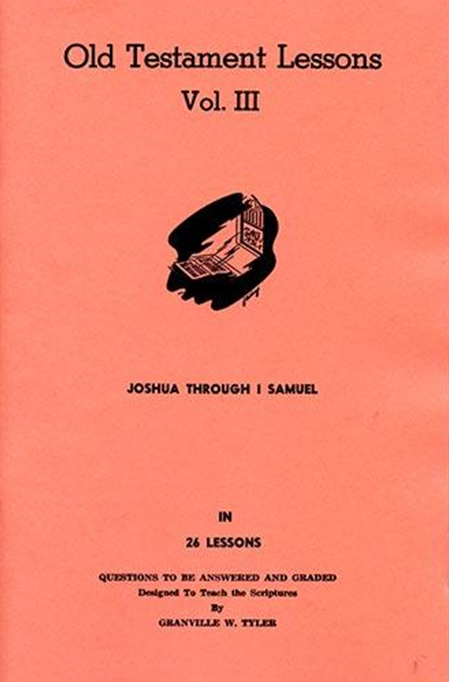 Old Testament Lessons
Vol. III
JOSHUA THROUGH I SAMUEL
IN
26 LESSONS
QUESTIONS TO BE ANSWERED AND GRADED
Designed To Teach the Scriptures
By
GRANVILLE W. TYLER